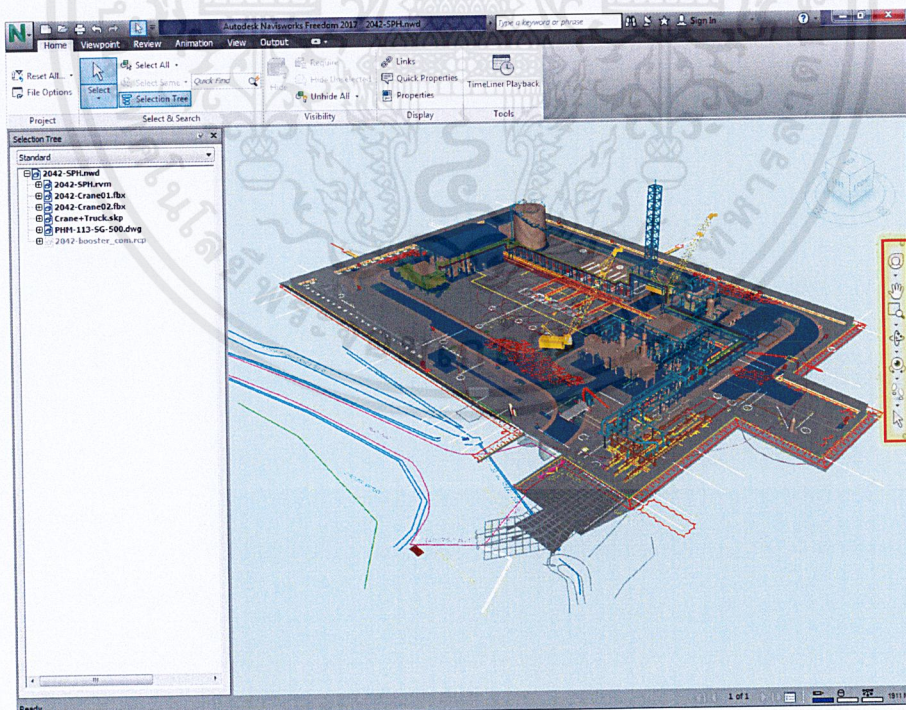 Autodesk Navisworks Freedom 2017 2042-SPH.nwd
Type a keyword or phrase
Sign In
Home Viewpoint Review Animation View Output
Reset All...
File Options
Select
Select All
Select Same
Selection Tree
Quick Find
Hide
Require
Hide Unselected
Unhide All
Links
Quick Properties
Properties
TimeLiner Playback
Project Select & Search Visibility Display Tools
Selection Tree
Standard
2042-SPH.nwd
2042-SPH.rvm
2042-Crane01.fbx
2042-Crane02.fbx
Crane+Truck.skp
PHM-113-SG-500.dwg
2042-booster_com.rcp
Ready
1 of 1